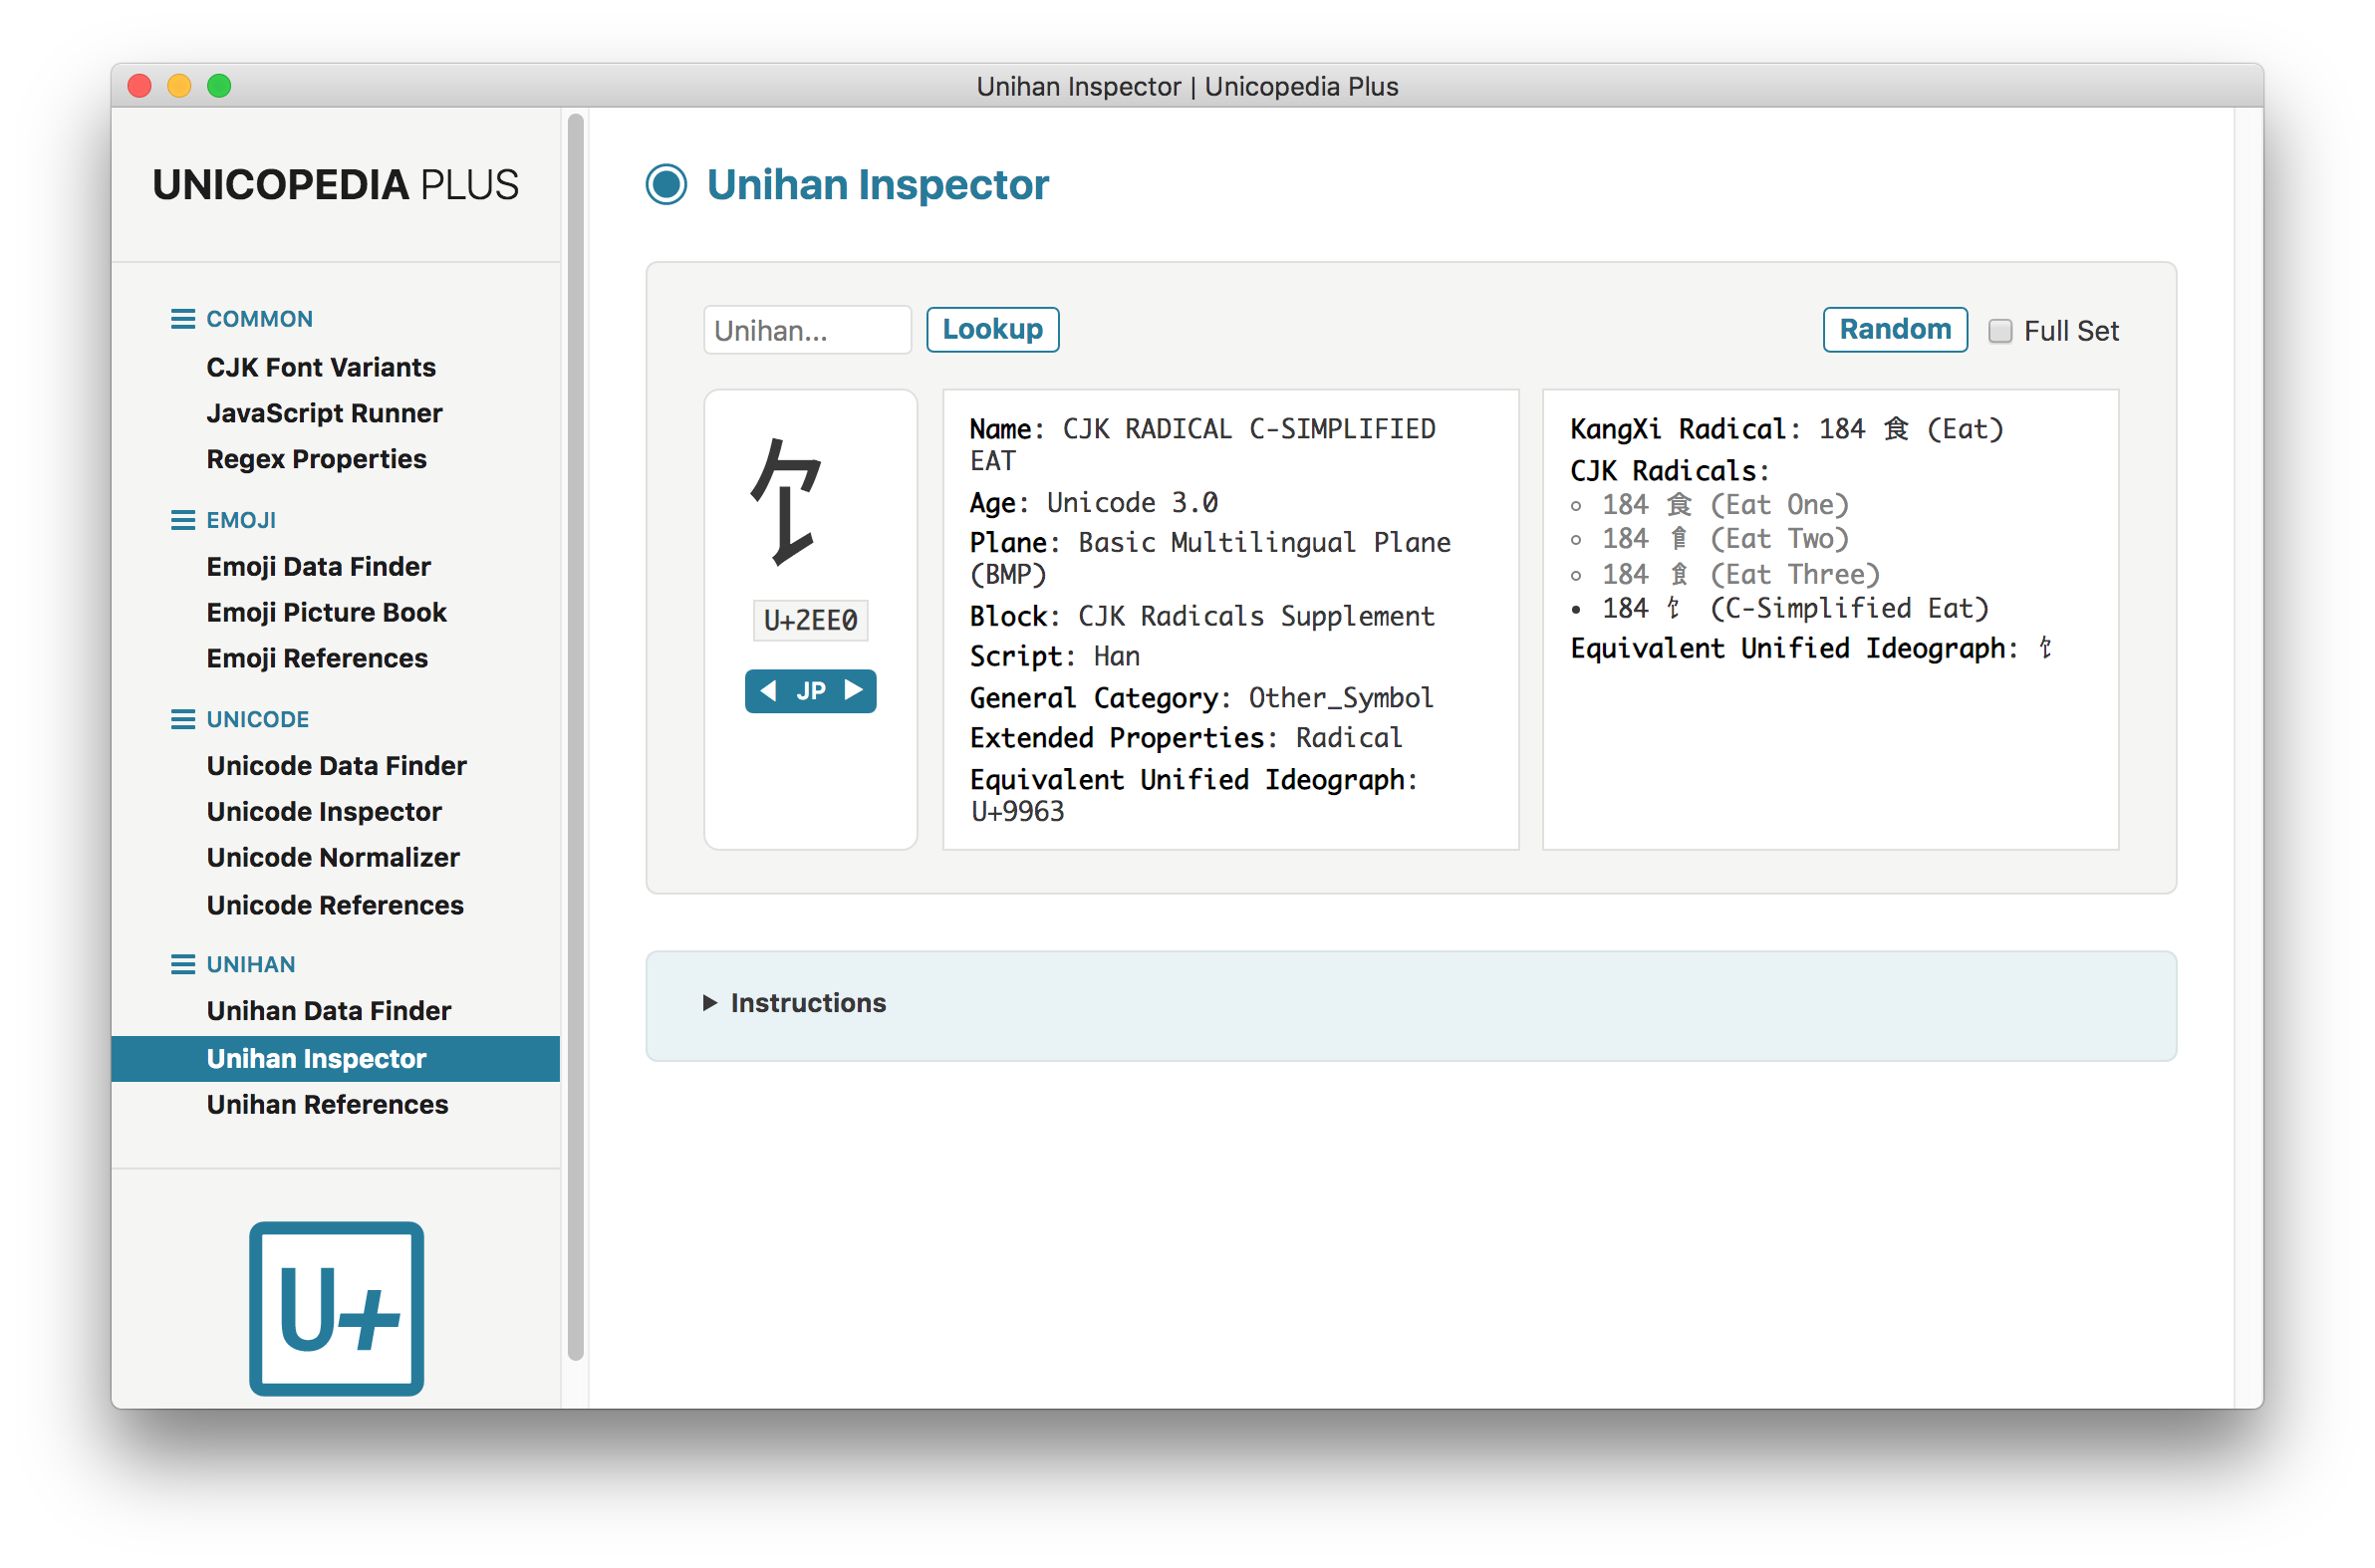 Unihan Inspector | Unicopedia Plus
UNICOPEDIA PLUS
COMMON
CJK Font Variants
JavaScript Runner
Regex Properties
EMOJI
Emoji Data Finder
Emoji Picture Book
Emoji References
UNICODE
Unicode Data Finder
Unicode Inspector
Unicode Normalizer
Unicode References
UNIHAN
Unihan Data Finder
Unihan Inspector
Unihan References
U+
Unihan Inspector
Unihan...
Lookup
Random
Full Set
⻠
U+2EE0
◀ JP ▶
Name: CJK RADICAL C-SIMPLIFIED
EAT
Age: Unicode 3.0
Plane: Basic Multilingual Plane
(BMP)
Block: CJK Radicals Supplement
Script: Han
General Category: Other_Symbol
Extended Properties: Radical
Equivalent Unified Ideograph:
U+9963
KangXi Radical: 184 ⾷ (Eat)
CJK Radicals:
◦ 184 ⻝ (Eat One)
◦ 184 ⻞ (Eat Two)
◦ 184 ⻟ (Eat Three)
• 184 ⻠ (C-Simplified Eat)
Equivalent Unified Ideograph: 饣
▶ Instructions